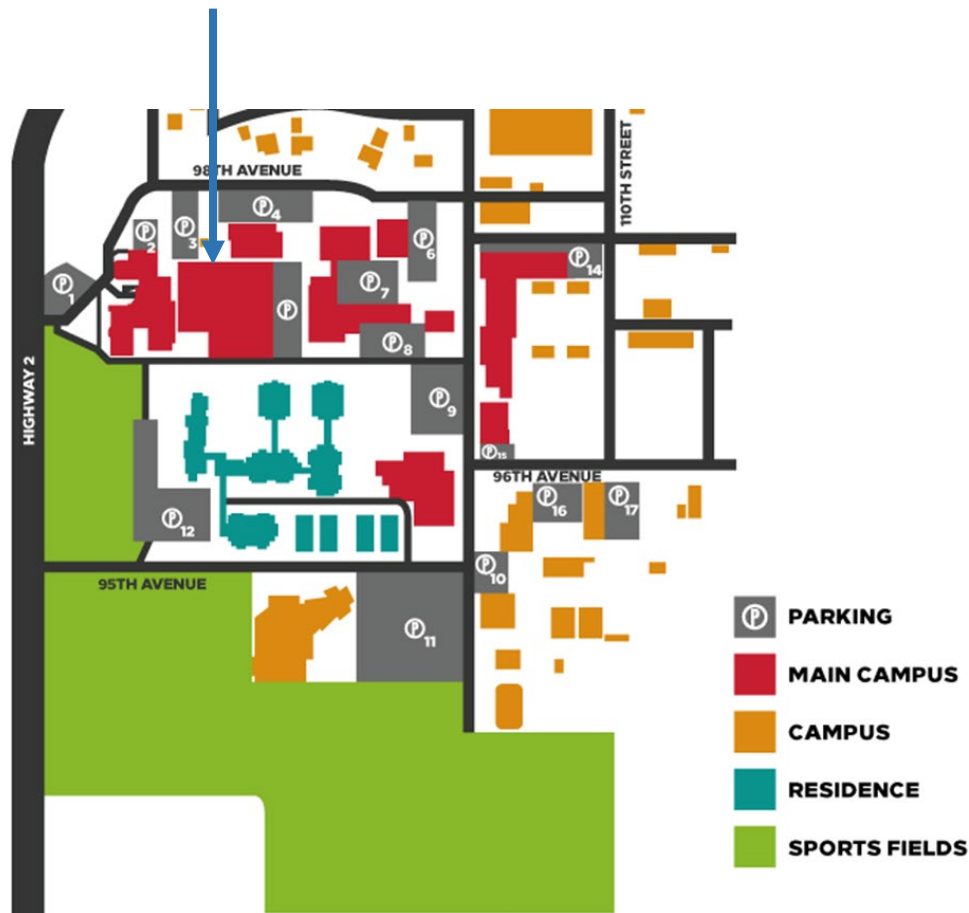 98TH AVENUE
110TH STREET
P 4
P 2
P 3
P 6
P 14
P 1
P 7
P
P 8
HIGHWAY 2
P 9
P 15
96TH AVENUE
P 16
P 17
P 12
P 10
95TH AVENUE
P 11
P PARKING
MAIN CAMPUS
CAMPUS
RESIDENCE
SPORTS FIELDS